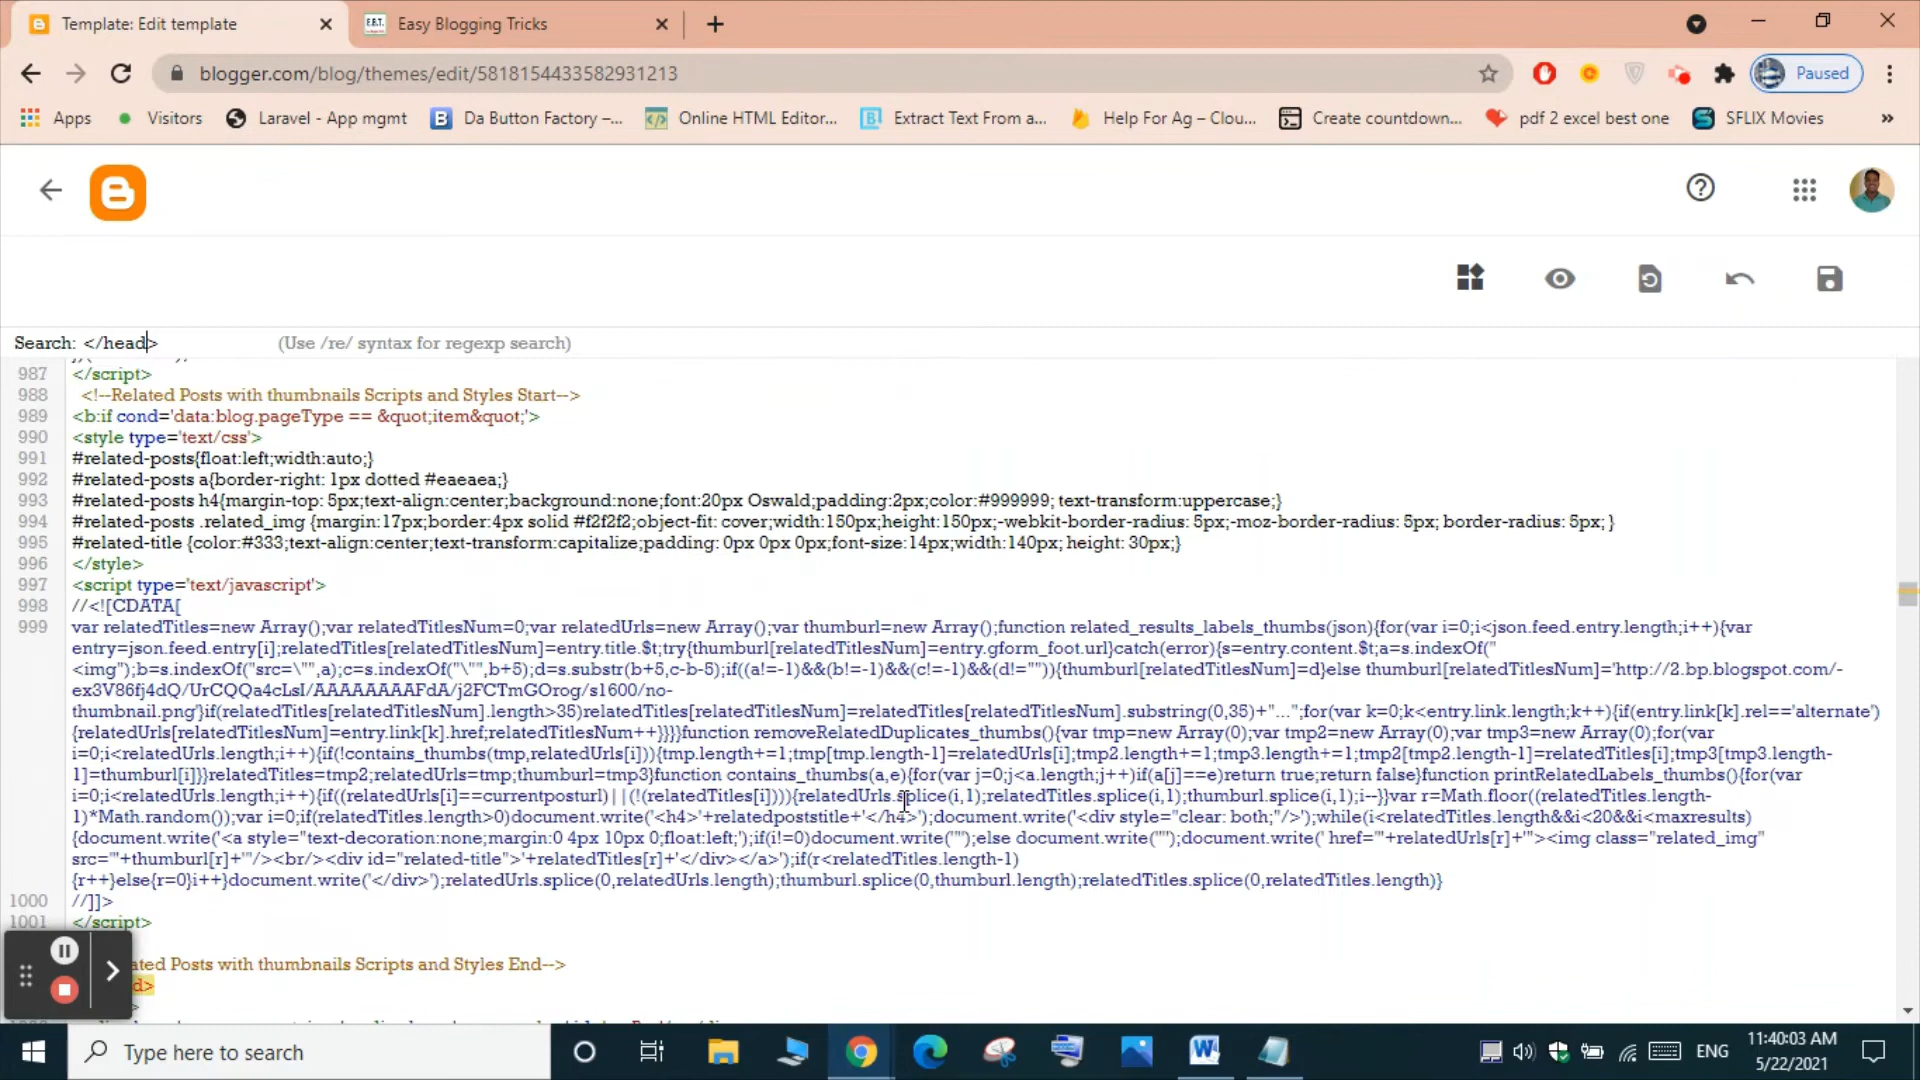 Template: Edit template
E.B.T.
Easy Blogging Tricks
blogger.com/blog/themes/edit/5818154433582931213
Paused
Apps
Visitors
Laravel - App mgmt
Da Button Factory –...
Online HTML Editor...
Extract Text From a...
Help For Ag – Clou...
Create countdown...
pdf 2 excel best one
SFLIX Movies
»
Search: </head> (Use /re/ syntax for regexp search)
987 </script>
988 <!--Related Posts with thumbnails Scripts and Styles Start-->
989 <b:if cond='data:blog.pageType == &quot;item&quot;'>
990 <style type='text/css'>
991 #related-posts{float:left;width:auto;}
992 #related-posts a{border-right: 1px dotted #eaeaea;}
993 #related-posts h4{margin-top: 5px;text-align:center;background:none;font:20px Oswald;padding:2px;color:#999999; text-transform:uppercase;}
994 #related-posts .related_img {margin:17px;border:4px solid #f2f2f2;object-fit: cover;width:150px;height:150px;-webkit-border-radius: 5px;-moz-border-radius: 5px; border-radius: 5px; }
995 #related-title {color:#333;text-align:center;text-transform:capitalize;padding: 0px 0px 0px;font-size:14px;width:140px; height: 30px;}
996 </style>
997 <script type='text/javascript'>
998 //<![CDATA[
999 var relatedTitles=new Array();var relatedTitlesNum=0;var relatedUrls=new Array();var thumburl=new Array();function related_results_labels_thumbs(json){for(var i=0;i<json.feed.entry.length;i++){var
entry=json.feed.entry[i];relatedTitles[relatedTitlesNum]=entry.title.$t;try{thumburl[relatedTitlesNum]=entry.gform_foot.url}catch(error){s=entry.content.$t;a=s.indexOf("
<img");b=s.indexOf("src=\"",a);c=s.indexOf("\"",b+5);d=s.substr(b+5,c-b-5);if((a!=-1)&&(b!=-1)&&(c!=-1)&&(d!="")){thumburl[relatedTitlesNum]=d}else thumburl[relatedTitlesNum]='http://2.bp.blogspot.com/-
ex3V86fj4dQ/UrCQQa4cLsI/AAAAAAAAFdA/j2FCTmGOrog/s1600/no-
thumbnail.png'}if(relatedTitles[relatedTitlesNum].length>35)relatedTitles[relatedTitlesNum]=relatedTitles[relatedTitlesNum].substring(0,35)+"...";for(var k=0;k<entry.link.length;k++){if(entry.link[k].rel=='alternate')
{relatedUrls[relatedTitlesNum]=entry.link[k].href;relatedTitlesNum++}}}}function removeRelatedDuplicates_thumbs(){var tmp=new Array(0);var tmp2=new Array(0);var tmp3=new Array(0);for(var
i=0;i<relatedUrls.length;i++){if(!contains_thumbs(tmp,relatedUrls[i])){tmp.length+=1;tmp[tmp.length-1]=relatedUrls[i];tmp2.length+=1;tmp3.length+=1;tmp2[tmp2.length-1]=relatedTitles[i];tmp3[tmp3.length-
1]=thumburl[i]}}relatedTitles=tmp2;relatedUrls=tmp;thumburl=tmp3}function contains_thumbs(a,e){for(var j=0;j<a.length;j++)if(a[j]==e)return true;return false}function printRelatedLabels_thumbs(){for(var
i=0;i<relatedUrls.length;i++){if((relatedUrls[i]==currentposturl)||(!(relatedTitles[i]))){relatedUrls.splice(i,1);relatedTitles.splice(i,1);thumburl.splice(i,1);i--}}var r=Math.floor((relatedTitles.length-
1)*Math.random());var i=0;if(relatedTitles.length>0)document.write('<h4>'+relatedpoststitle+'</h4>');document.write('<div style="clear: both;"/>');while(i<relatedTitles.length&&i<20&&i<maxresults)
{document.write('<a style="text-decoration:none;margin:0 4px 10px 0;float:left;');if(i!=0)document.write('"');else document.write('"');document.write(' href="'+relatedUrls[r]+'"><img class="related_img"
src="'+thumburl[r]+'"/><br/><div id="related-title">'+relatedTitles[r]+'</div></a>');if(r<relatedTitles.length-1)
{r++}else{r=0}i++}document.write('</div>');relatedUrls.splice(0,relatedUrls.length);thumburl.splice(0,thumburl.length);relatedTitles.splice(0,relatedTitles.length)}
1000 //]]>
1001 </script>
ated Posts with thumbnails Scripts and Styles End-->
d>
>
Type here to search
ENG
11:40:03 AM
5/22/2021